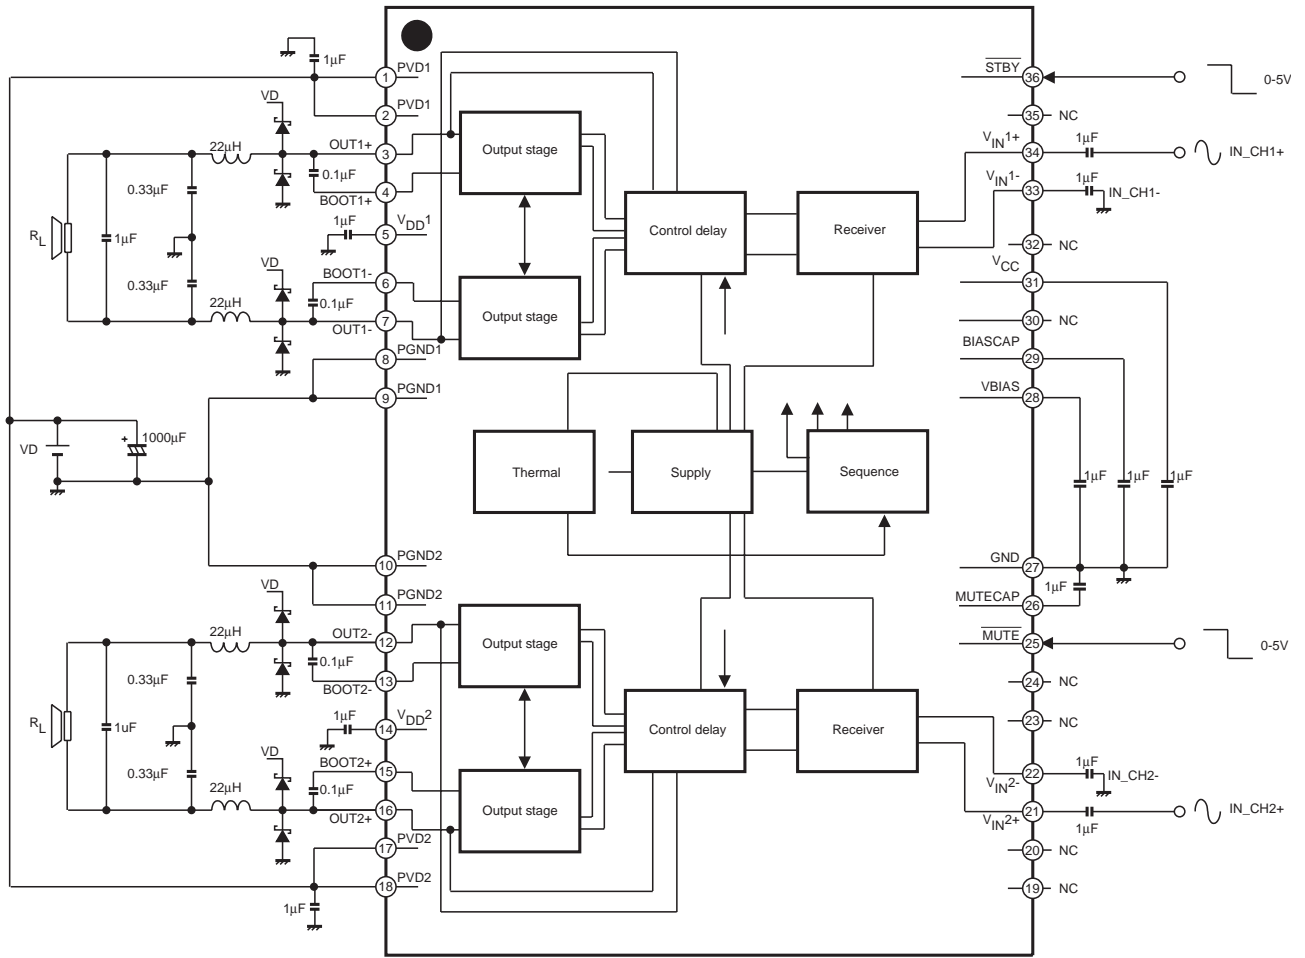 1μF
PVD1
1
PVD1
2
VD
22μH
OUT1+
3
0.1μF
4
BOOT1+
0.33μF
1μF
VDD1
5
RL
1μF
0.33μF
VD
BOOT1-
6
22μH
0.1μF
7
OUT1-
PGND1
8
PGND1
9
VD
+
1000μF
PGND2
10
PGND2
11
VD
22μH
OUT2-
12
0.1μF
13
BOOT2-
0.33μF
1μF
VDD2
14
RL
1uF
0.33μF
VD
BOOT2+
15
22μH
0.1μF
16
OUT2+
PVD2
17
PVD2
18
1μF
Output stage
Output stage
Control delay
Receiver
Thermal
Supply
Sequence
Output stage
Output stage
Control delay
Receiver
STBY
36
0-5V
35
NC
VIN1+
34
1μF
IN_CH1+
VIN1-
33
1μF
IN_CH1-
32
NC
VCC
31
30
NC
BIASCAP
29
VBIAS
28
1μF
1μF
1μF
GND
27
1μF
MUTECAP
26
MUTE
25
0-5V
24
NC
23
NC
22
1μF
IN_CH2-
VIN2-
21
1μF
IN_CH2+
VIN2+
20
NC
19
NC